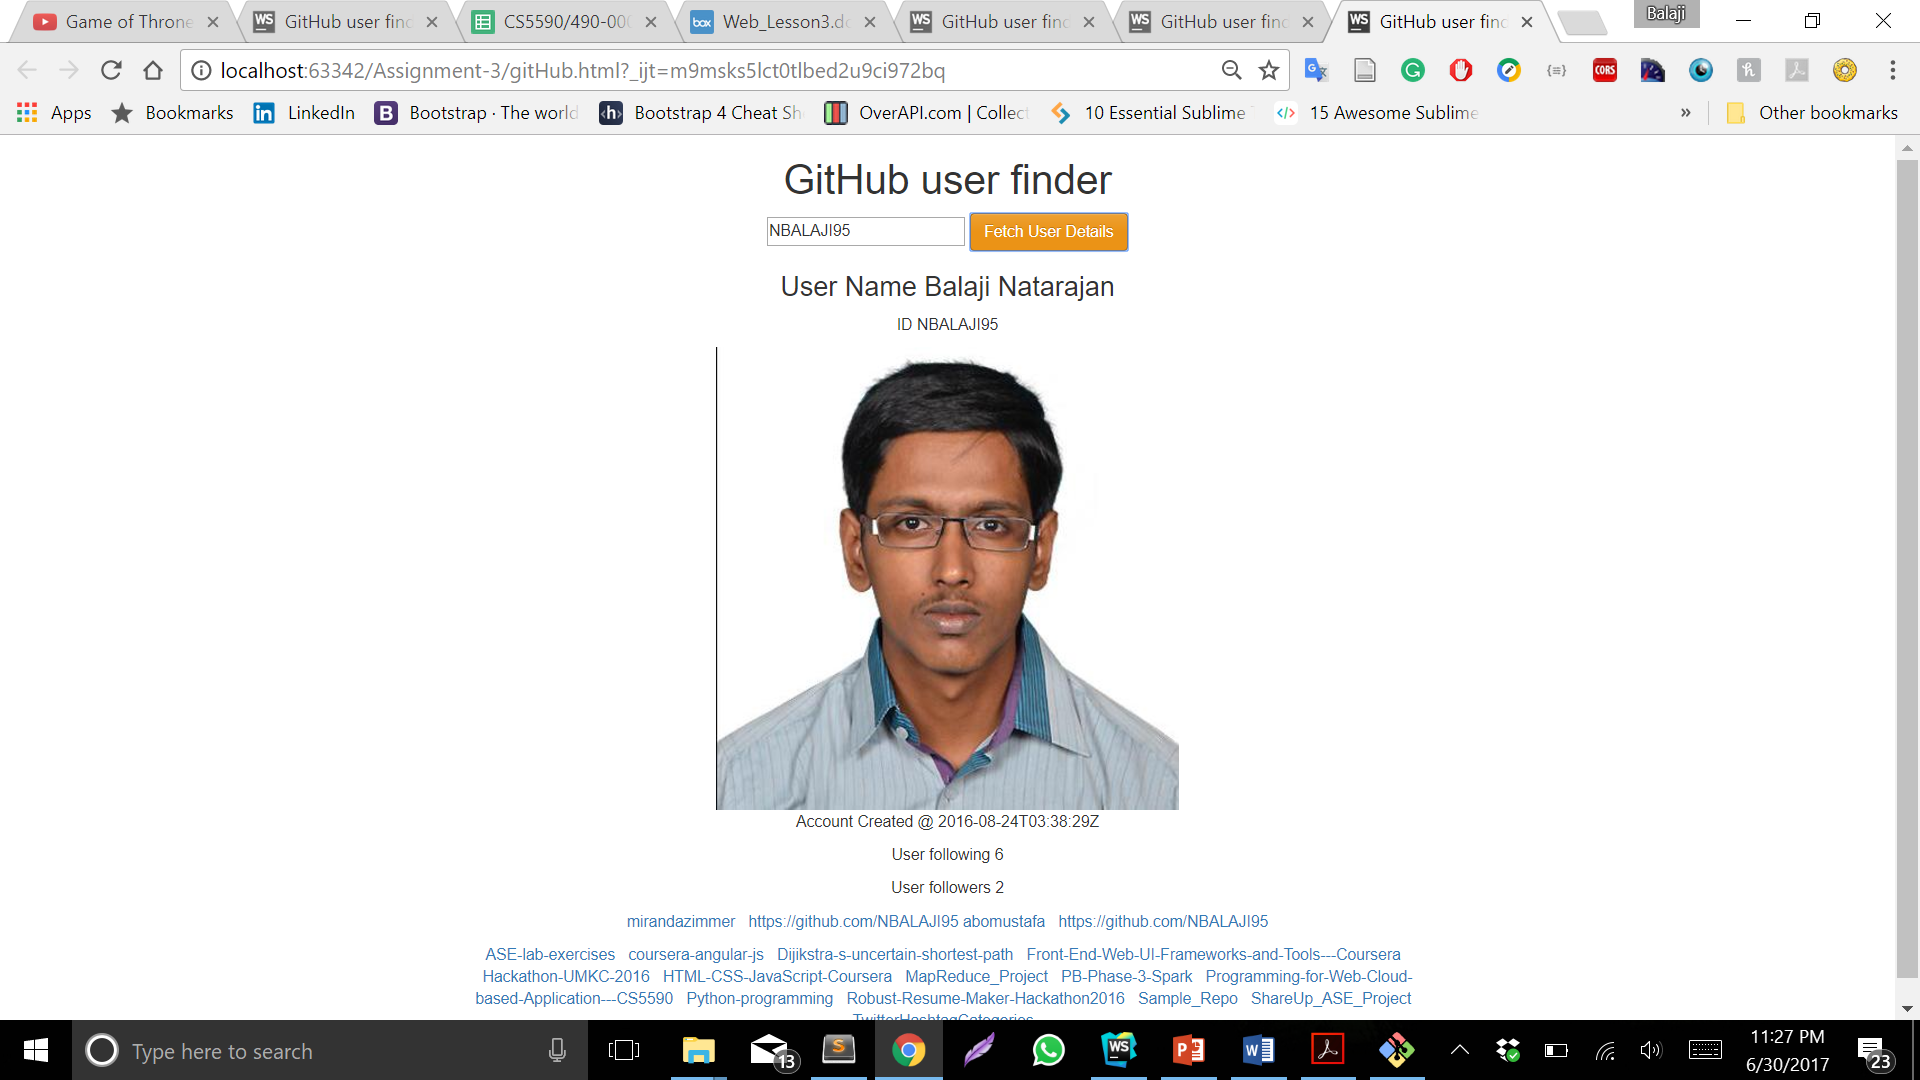 Game of Throne
GitHub user find
CS5590/490-000
Web_Lesson3.do
GitHub user find
GitHub user find
GitHub user find
Balaji
localhost:63342/Assignment-3/gitHub.html?_ijt=m9msks5lct0tlbed2u9ci972bq
Apps
Bookmarks
LinkedIn
Bootstrap · The world
Bootstrap 4 Cheat Sh
OverAPI.com | Collect
10 Essential Sublime
15 Awesome Sublime
»
Other bookmarks
GitHub user finder
NBALAJI95
Fetch User Details
User Name Balaji Natarajan
ID NBALAJI95
Account Created @ 2016-08-24T03:38:29Z
User following 6
User followers 2
mirandazimmer https://github.com/NBALAJI95 abomustafa https://github.com/NBALAJI95
ASE-lab-exercises coursera-angular-js Dijikstra-s-uncertain-shortest-path Front-End-Web-UI-Frameworks-and-Tools---Coursera
Hackathon-UMKC-2016 HTML-CSS-JavaScript-Coursera MapReduce_Project PB-Phase-3-Spark Programming-for-Web-Cloud-
based-Application---CS5590 Python-programming Robust-Resume-Maker-Hackathon2016 Sample_Repo ShareUp_ASE_Project
TwitterHashtagCategories
Type here to search
13
11:27 PM
6/30/2017
23